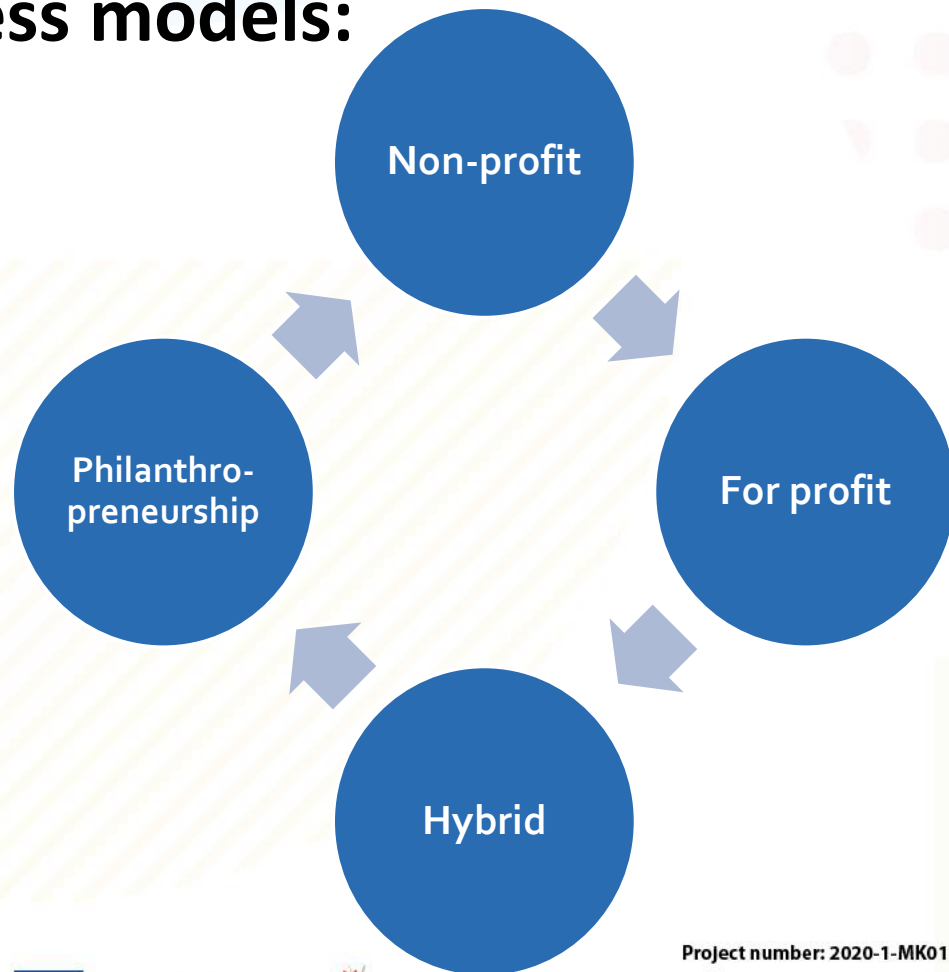 ess models:
Non-profit
Philanthro-
preneurship
For profit
Hybrid
Project number: 2020-1-MK01